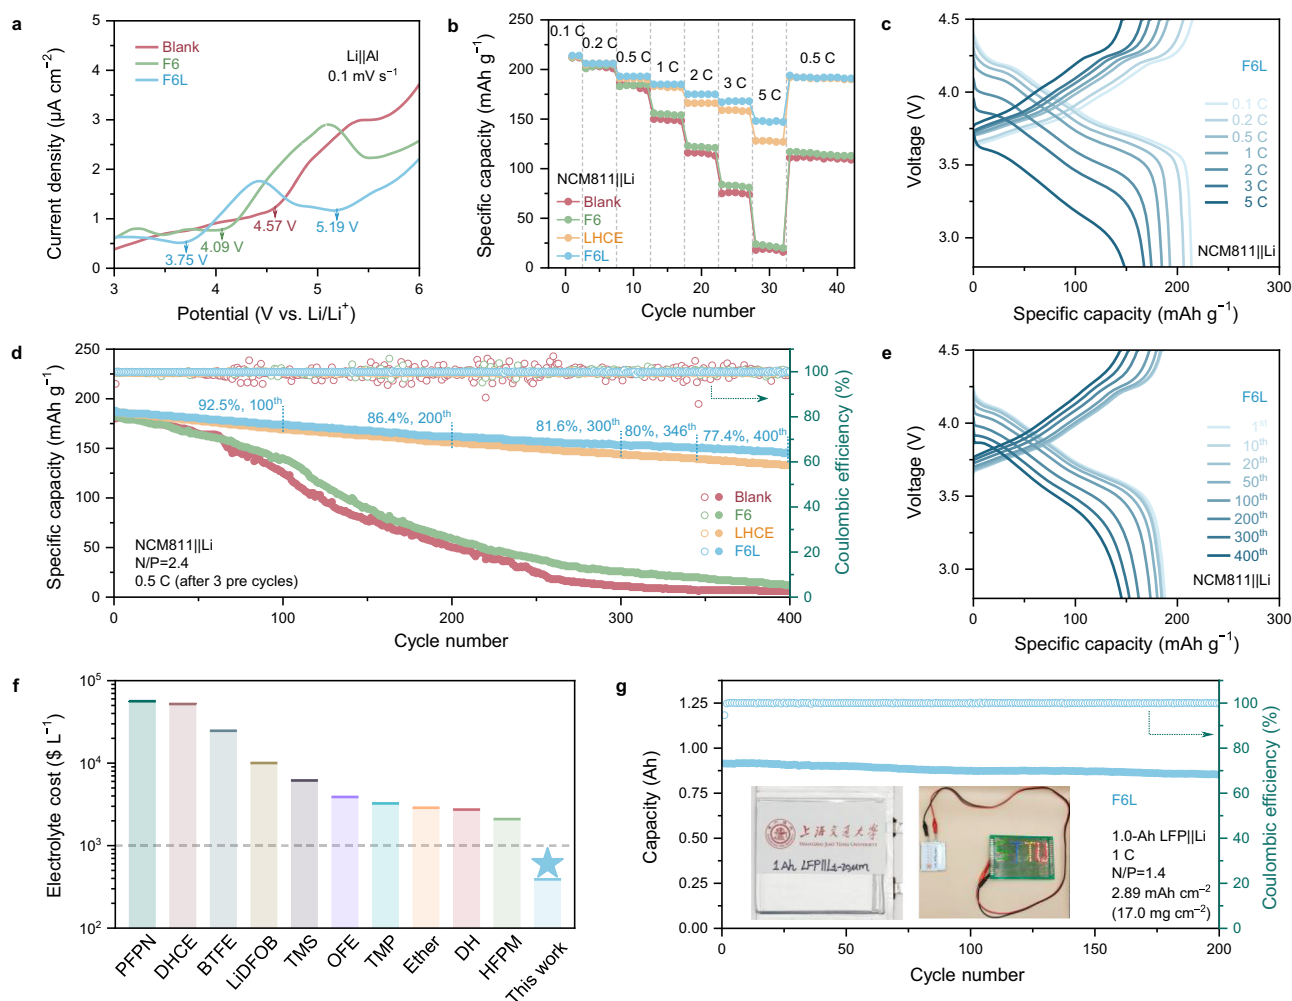 a
Current density (µA cm⁻²)
5
4
3
2
1
0
Blank
F6
F6L
Li||Al
0.1 mV s⁻¹
4.57 V
5.19 V
4.09 V
3.75 V
3
4
5
6
Potential (V vs. Li/Li⁺)
b
Specific capacity (mAh g⁻¹)
250
200
150
100
50
0
0.1 C
0.2 C
0.5 C
1 C
2 C
3 C
5 C
0.5 C
NCM811||Li
Blank
F6
LHCE
F6L
0
10
20
30
40
Cycle number
c
Voltage (V)
4.5
4.0
3.5
3.0
F6L
0.1 C
0.2 C
0.5 C
1 C
2 C
3 C
5 C
NCM811||Li
0
100
200
300
Specific capacity (mAh g⁻¹)
d
Specific capacity (mAh g⁻¹)
250
200
150
100
50
0
92.5%, 100th
86.4%, 200th
81.6%, 300th
80%, 346th
77.4%, 400th
Blank
F6
LHCE
F6L
NCM811||Li
N/P=2.4
0.5 C (after 3 pre cycles)
0
100
200
300
400
Cycle number
100
80
60
40
20
0
Coulombic efficiency (%)
e
Voltage (V)
4.5
4.0
3.5
3.0
F6L
1st
10th
20th
50th
100th
200th
300th
400th
NCM811||Li
0
100
200
300
Specific capacity (mAh g⁻¹)
f
Electrolyte cost ($ L⁻¹)
10⁵
10⁴
10³
10²
PFPN
DHCE
BTFE
LiDFOB
TMS
OFE
TMP
Ether
DH
HFPM
This work
g
Capacity (Ah)
1.25
1.00
0.75
0.50
0.25
0.00
上海交通大学
SHANGHAI JIAO TONG UNIVERSITY
1Ah LFP||Li-29µm
SJTU
F6L
1.0-Ah LFP||Li
1 C
N/P=1.4
2.89 mAh cm⁻²
(17.0 mg cm⁻²)
0
50
100
150
200
Cycle number
100
80
60
40
20
0
Coulombic efficiency (%)